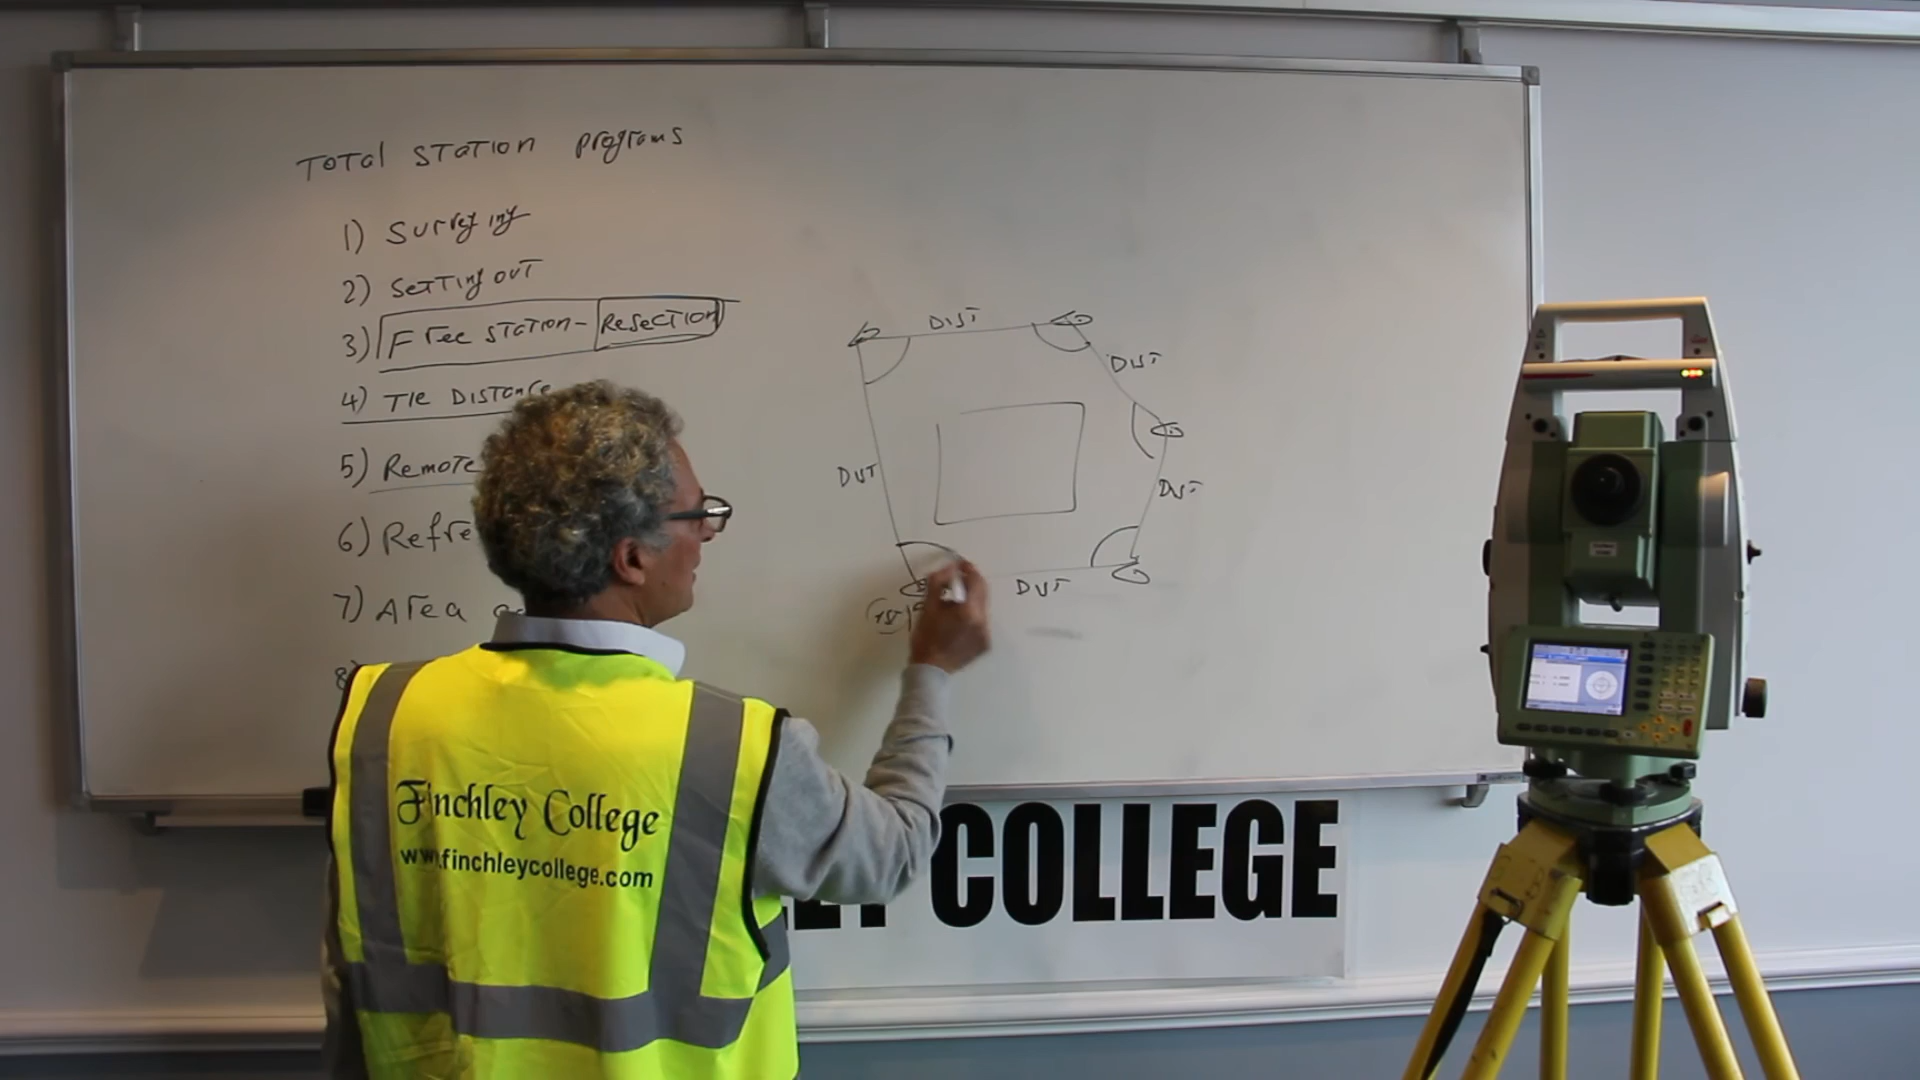 TOTAL STATION programs
1) Surveying
2) Setting out
3) Free STATION - Resection
4) TIE DISTANCE
5) Remote
6) Refre
7) Area
8)
DIST
DIST
DIST
DIST
DIST
Finchley College
www.finchleycollege.com
COLLEGE